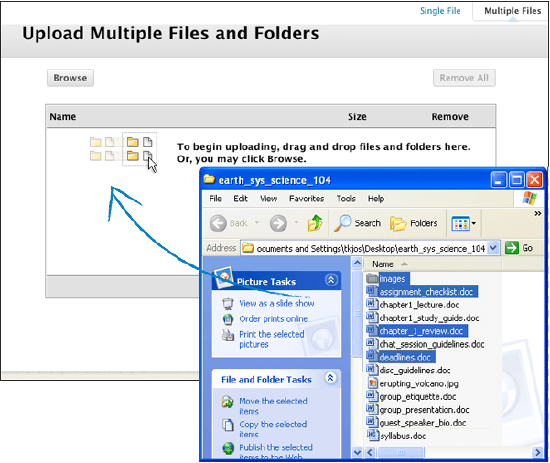 Single File
Multiple Files
Upload Multiple Files and Folders
Browse
Remove All
Name
Size
Remove
To begin uploading, drag and drop files and folders here.
Or, you may click Browse.
earth_sys_science_104
File Edit View Favorites Tools Help
Back
Search
Folders
Address
ocuments and Settings\tkjos\Desktop\earth_sys_science_104
Go
Picture Tasks
View as a slide show
Order prints online
Print the selected
pictures
File and Folder Tasks
Move the selected
items
Copy the selected
items
Publish the selected
items to the Web
Name
images
assignment_checklist.doc
chapter1_lecture.doc
chapter1_study_guide.doc
chapter_1_review.doc
chat_session_guidelines.doc
deadlines.doc
disc_guidelines.doc
erupting_volcano.jpg
group_etiquette.doc
group_presentation.doc
guest_speaker_bio.doc
syllabus.doc